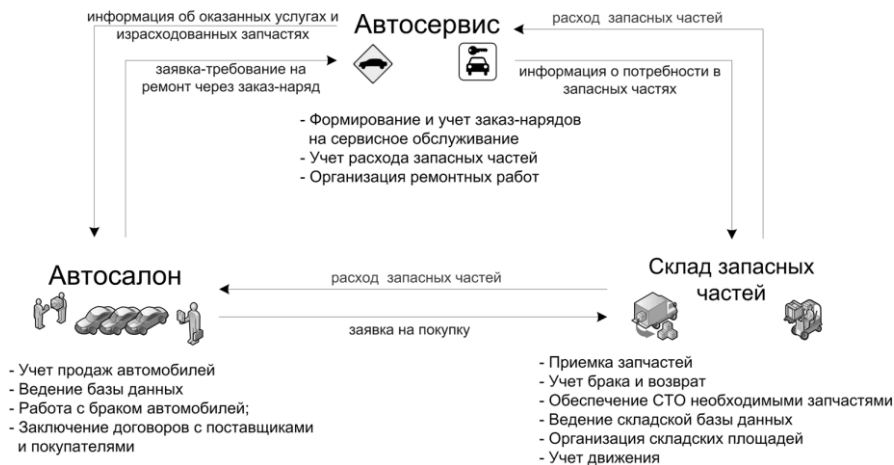 информация об оказанных услугах и
израсходованных запчастях
Автосервис
расход запасных частей
заявка-требование на
ремонт через заказ-наряд
информация о потребности в
запасных частях
- Формирование и учет заказ-нарядов
на сервисное обслуживание
- Учет расхода запасных частей
- Организация ремонтных работ
Автосалон
расход запасных частей
Склад запасных
частей
заявка на покупку
- Учет продаж автомобилей
- Ведение базы данных
- Работа с браком автомобилей;
- Заключение договоров с поставщиками
и покупателями
- Приемка запчастей
- Учет брака и возврат
- Обеспечение СТО необходимыми запчастями
- Ведение складской базы данных
- Организация складских площадей
- Учет движения